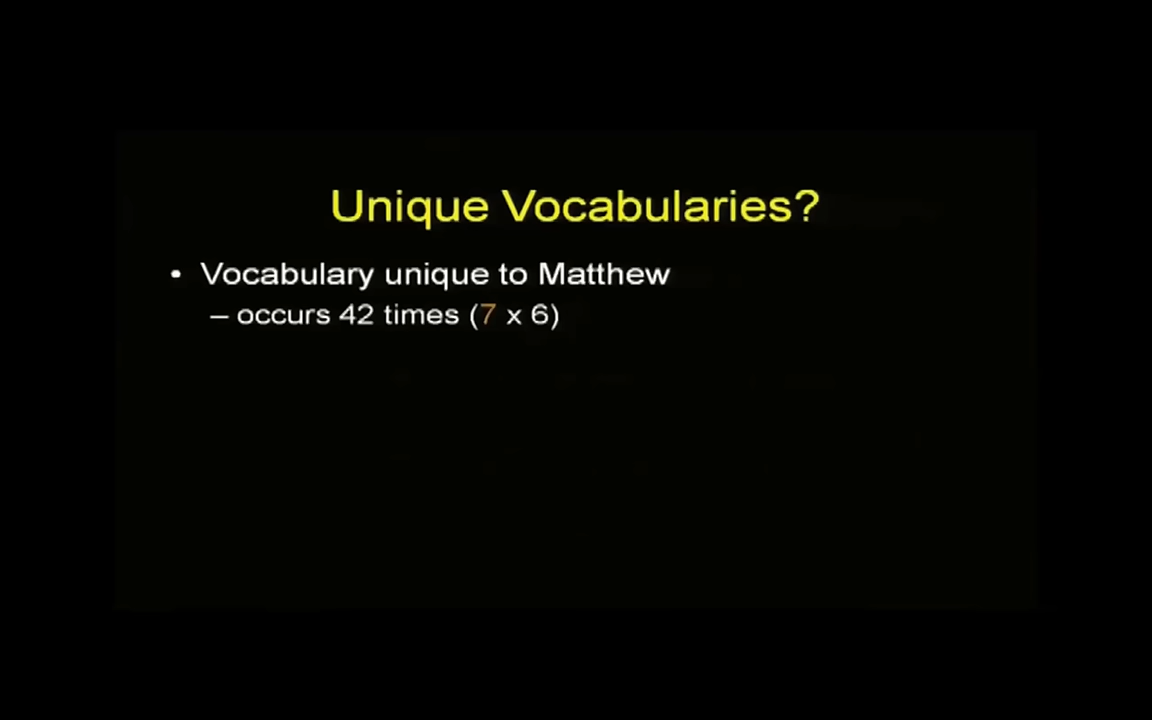 Unique Vocabularies?
• Vocabulary unique to Matthew
– occurs 42 times (7 x 6)